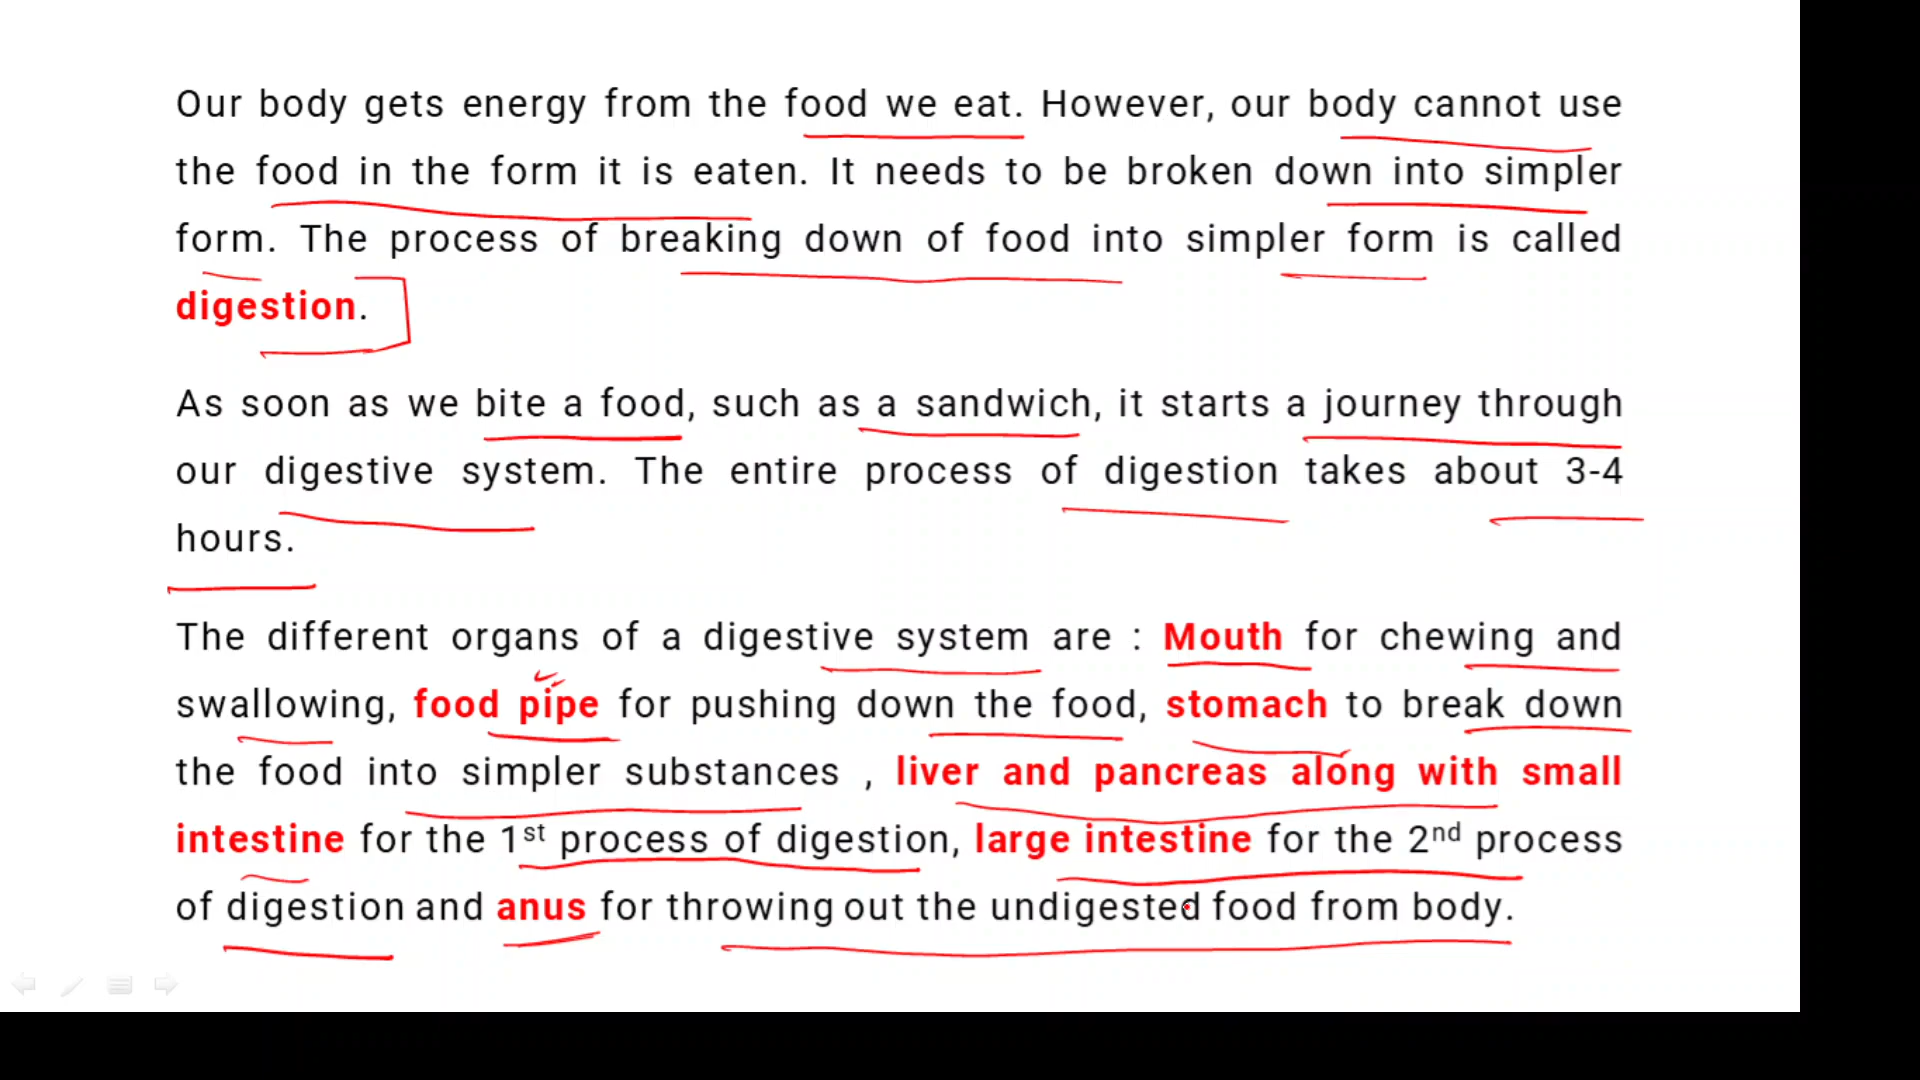 Our body gets energy from the food we eat. However, our body cannot use
the food in the form it is eaten. It needs to be broken down into simpler
form. The process of breaking down of food into simpler form is called
digestion.
As soon as we bite a food, such as a sandwich, it starts a journey through
our digestive system. The entire process of digestion takes about 3-4
hours.
The different organs of a digestive system are : Mouth for chewing and
swallowing, food pipe for pushing down the food, stomach to break down
the food into simpler substances , liver and pancreas along with small
intestine for the 1st process of digestion, large intestine for the 2nd process
of digestion and anus for throwing out the undigested food from body.